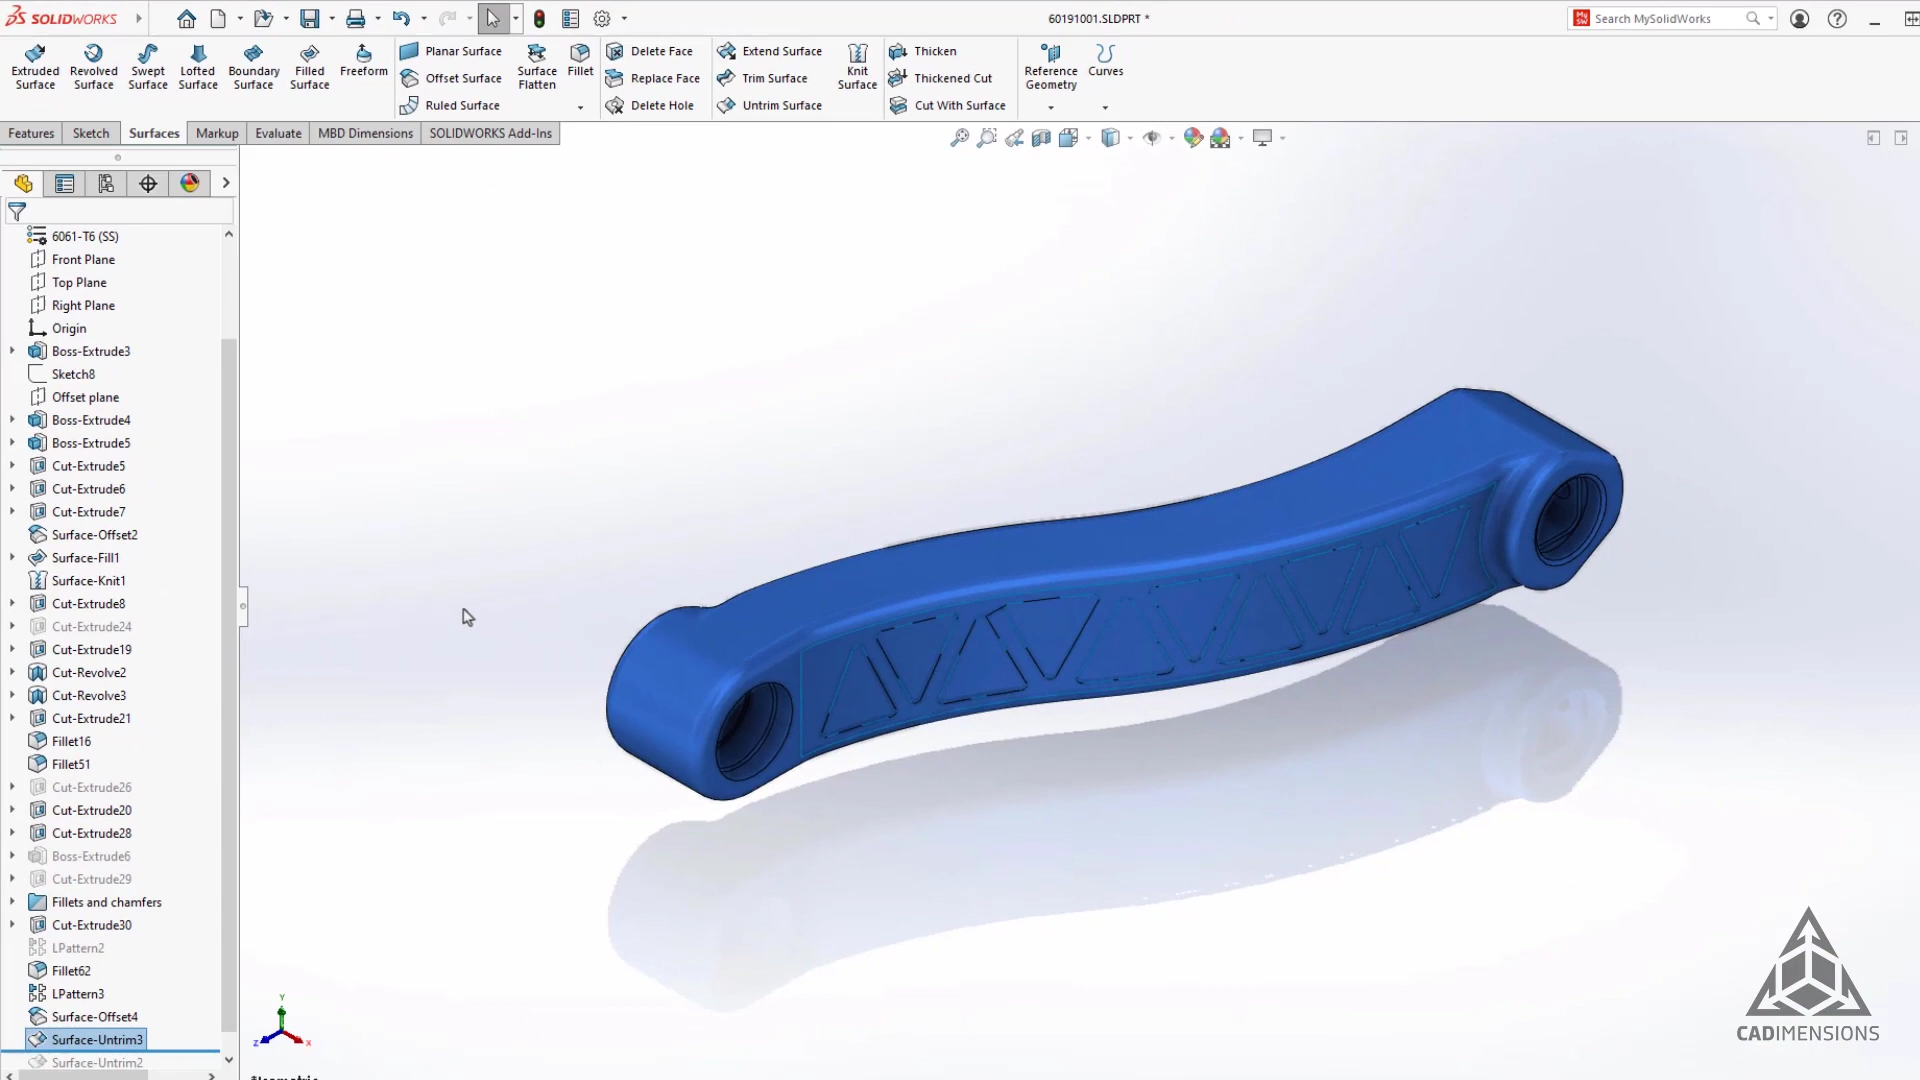 SOLIDWORKS
60191001.SLDPRT *
Search MySolidWorks
Extruded Surface
Revolved Surface
Swept Surface
Lofted Surface
Boundary Surface
Filled Surface
Freeform
Planar Surface
Offset Surface
Ruled Surface
Surface Flatten
Fillet
Delete Face
Replace Face
Delete Hole
Extend Surface
Trim Surface
Untrim Surface
Knit Surface
Thicken
Thickened Cut
Cut With Surface
Reference Geometry
Curves
Features
Sketch
Surfaces
Markup
Evaluate
MBD Dimensions
SOLIDWORKS Add-Ins
6061-T6 (SS)
Front Plane
Top Plane
Right Plane
Origin
Boss-Extrude3
Sketch8
Offset plane
Boss-Extrude4
Boss-Extrude5
Cut-Extrude5
Cut-Extrude6
Cut-Extrude7
Surface-Offset2
Surface-Fill1
Surface-Knit1
Cut-Extrude8
Cut-Extrude24
Cut-Extrude19
Cut-Revolve2
Cut-Revolve3
Cut-Extrude21
Fillet16
Fillet51
Cut-Extrude26
Cut-Extrude20
Cut-Extrude28
Boss-Extrude6
Cut-Extrude29
Fillets and chamfers
Cut-Extrude30
LPattern2
Fillet62
LPattern3
Surface-Offset4
Surface-Untrim3
Surface-Untrim2
Y
Z
X
*Isometric
CADIMENSIONS